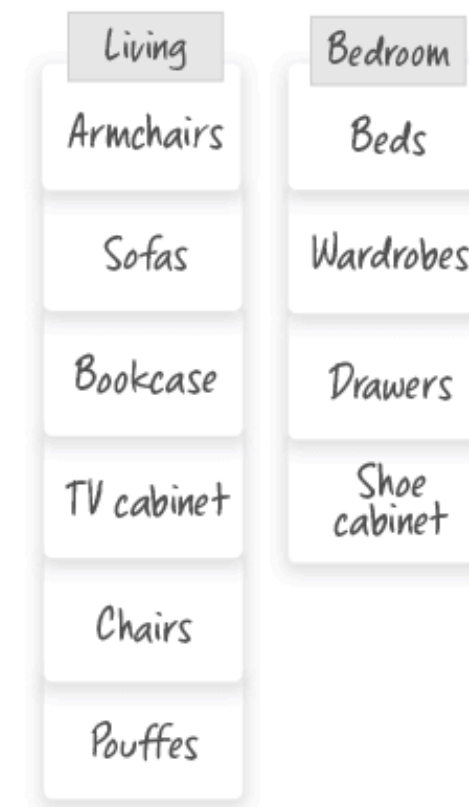 Living
Armchairs
Sofas
Bookcase
TV cabinet
Chairs
Pouffes
Bedroom
Beds
Wardrobes
Drawers
Shoe
cabinet